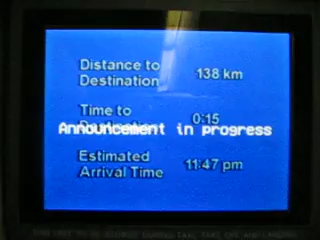 Distance to
Destination
138 km
Time to
0:15
Announcement in progress
Estimated
Arrival Time
11:47 pm